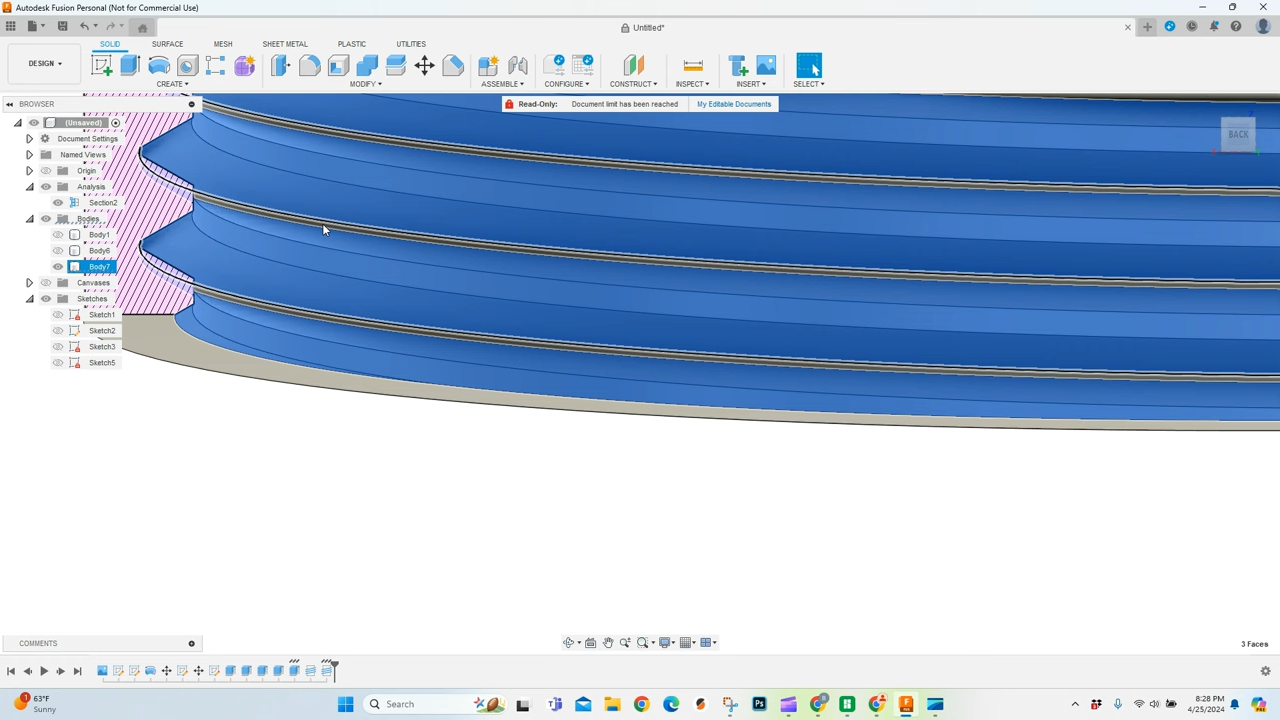 Autodesk Fusion Personal (Not for Commercial Use)
Untitled*
SOLID SURFACE MESH SHEET METAL PLASTIC UTILITIES
DESIGN
CREATE MODIFY ASSEMBLE CONFIGURE CONSTRUCT INSPECT INSERT SELECT
BROWSER
Read-Only: Document limit has been reached My Editable Documents
(Unsaved)
BACK
Document Settings
Named Views
Origin
Analysis
Section2
Bodies
Body1
Body6
Body7
Canvases
Sketches
Sketch1
Sketch2
Sketch3
Sketch5
COMMENTS
3 Faces
63°F
Sunny
Search
8:28 PM
4/25/2024